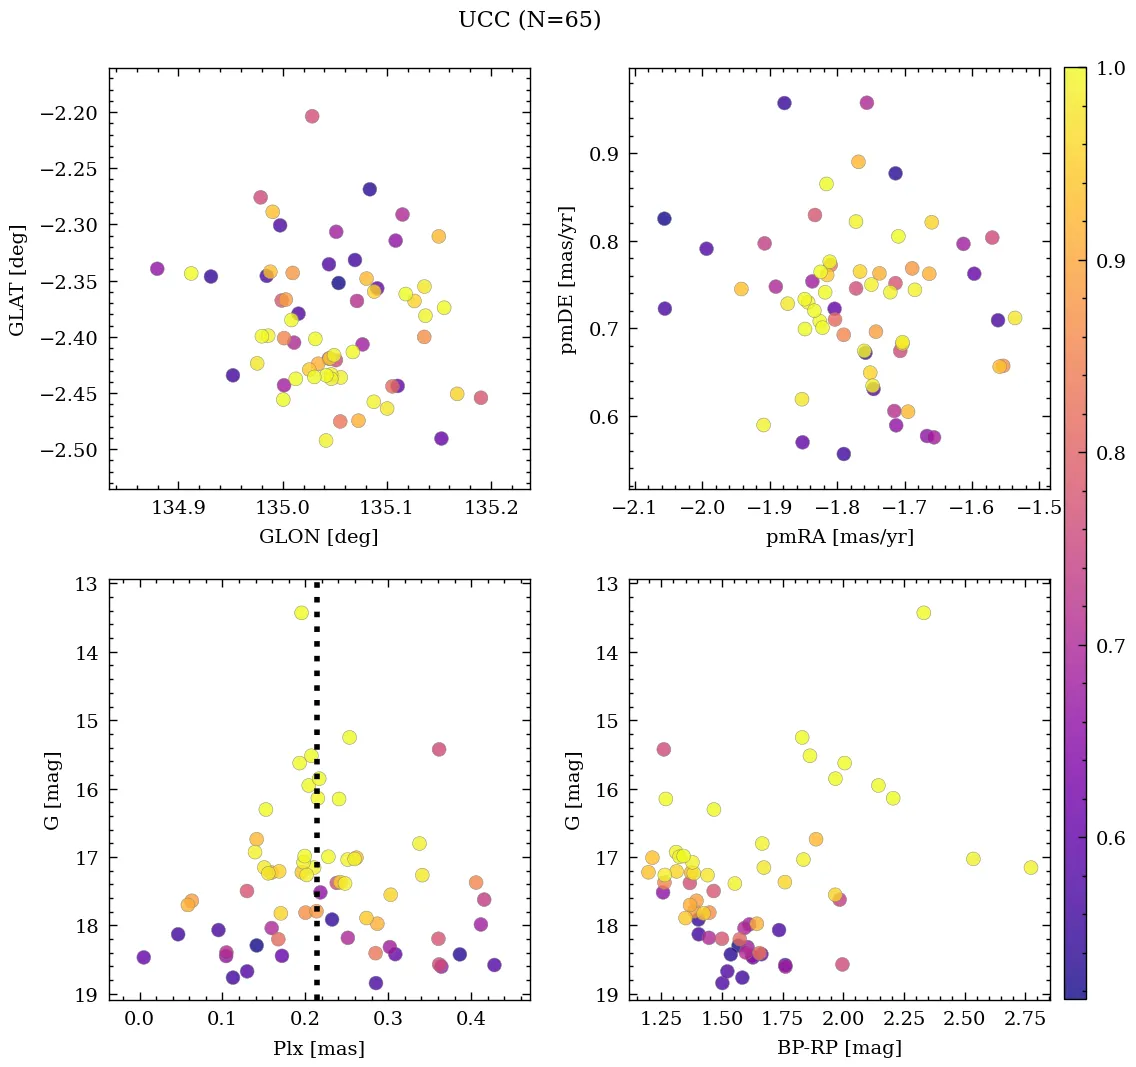 UCC (N=65)
−2.20
−2.25
−2.30
−2.35
−2.40
−2.45
−2.50
GLAT [deg]
134.9 135.0 135.1 135.2
GLON [deg]
0.9
0.8
0.7
0.6
pmDE [mas/yr]
−2.1 −2.0 −1.9 −1.8 −1.7 −1.6 −1.5
pmRA [mas/yr]
1.0
0.9
0.8
0.7
0.6
13
14
15
16
17
18
19
G [mag]
0.0 0.1 0.2 0.3 0.4
Plx [mas]
13
14
15
16
17
18
19
G [mag]
1.25 1.50 1.75 2.00 2.25 2.50 2.75
BP-RP [mag]